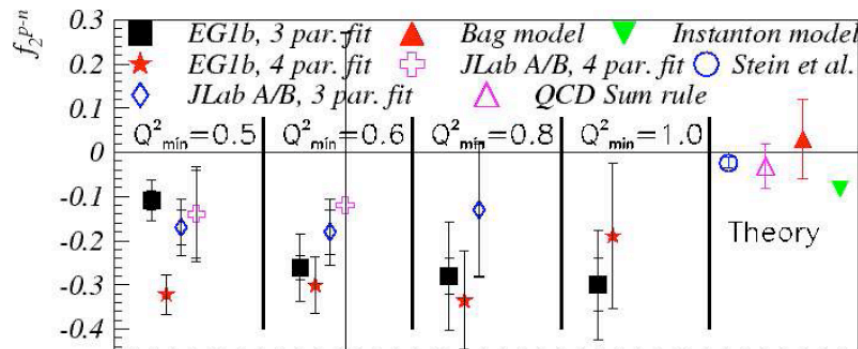 f₂ᵖ⁻ⁿ
0.3
EG1b, 3 par. fit Bag model Instanton model
0.2
EG1b, 4 par. fit JLab A/B, 4 par. fit Stein et al.
0.1
JLab A/B, 3 par. fit QCD Sum rule
Q²min=0.5 Q²min=0.6 Q²min=0.8 Q²min=1.0
0
-0.1
-0.2
Theory
-0.3
-0.4